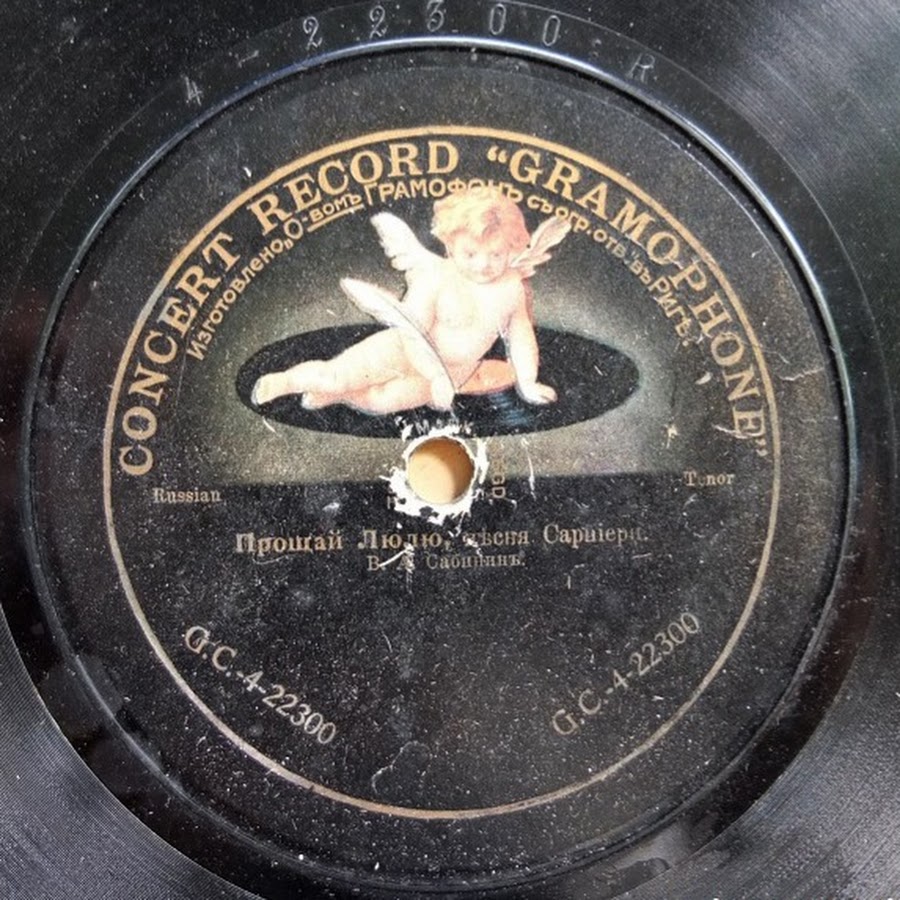 4-22300-R
CONCERT RECORD “GRAMOPHONE”
Изготовлено „О-вомъ ГРАМОФОНЪ съ огр. отв.“ въ Ригѣ.
Russian
Tenor
Прощай Люлю, пѣсня
В. А. Сабининъ.
G.C.-4-22300
G.C.-4-22300